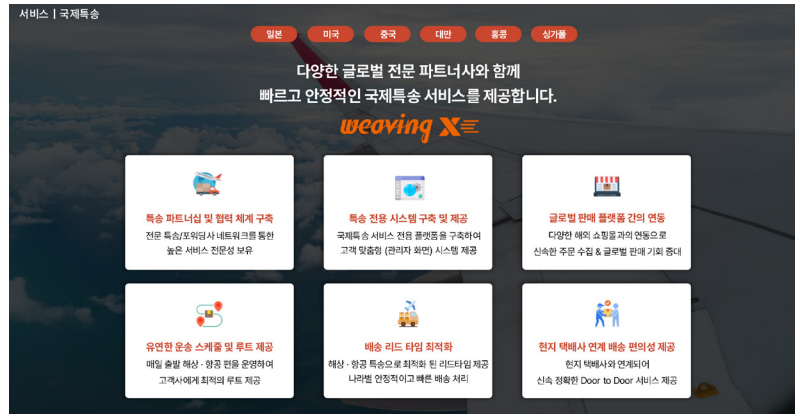 서비스 | 국제특송
일본 미국 중국 대만 홍콩 싱가폴
다양한 글로벌 전문 파트너사와 함께
빠르고 안정적인 국제특송 서비스를 제공합니다.
weaving X
특송 파트너십 및 협력 체계 구축
전문 특송/포워딩사 네트워크를 통한
높은 서비스 전문성 보유
특송 전용 시스템 구축 및 제공
국제특송 서비스 전용 플랫폼을 구축하여
고객 맞춤형 (관리자 화면) 시스템 제공
글로벌 판매 플랫폼 간의 연동
다양한 해외 쇼핑몰과의 연동으로
신속한 주문 수집 & 글로벌 판매 기회 증대
유연한 운송 스케줄 및 루트 제공
매일 출발 해상 · 항공 편을 운영하여
고객사에게 최적의 루트 제공
배송 리드 타임 최적화
해상 · 항공 특송으로 최적화 된 리드타임 제공
나라별 안정적이고 빠른 배송 처리
현지 택배사 연계 배송 편의성 제공
현지 택배사와 연계되어
신속 정확한 Door to Door 서비스 제공